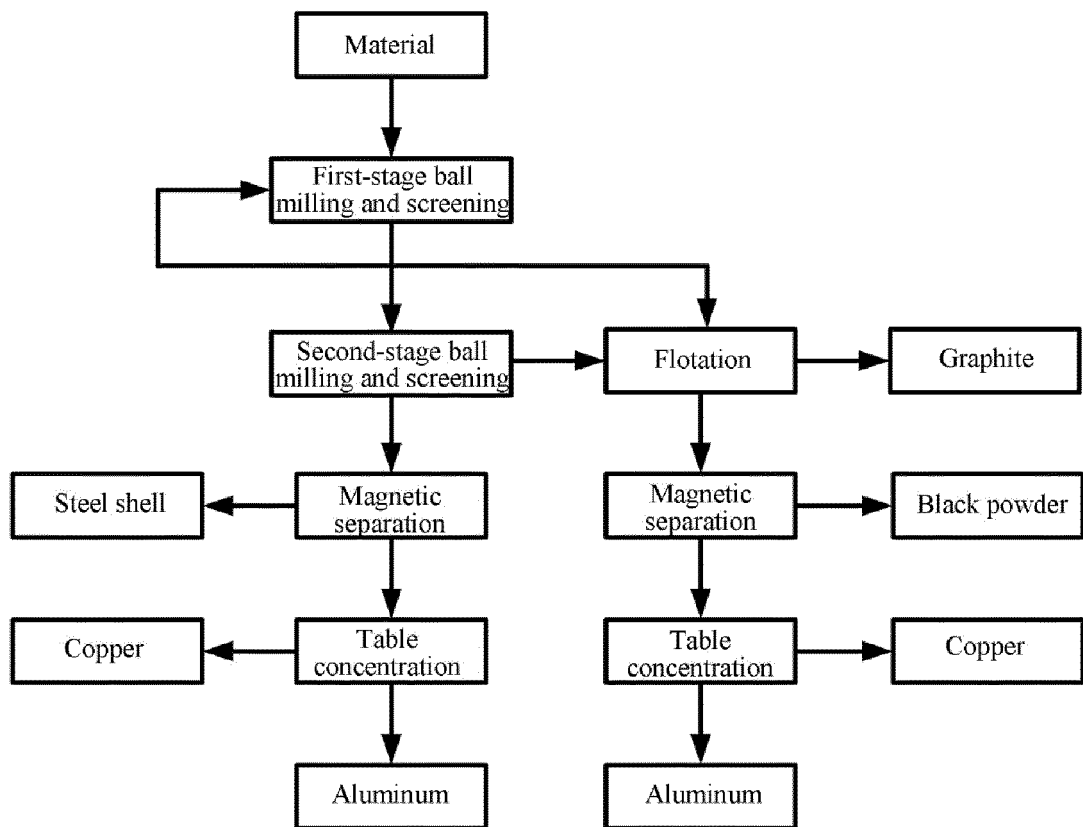 Material
First-stage ball
milling and screening
Second-stage ball
milling and screening
Flotation
Graphite
Steel shell
Magnetic
separation
Magnetic
separation
Black powder
Copper
Table
concentration
Table
concentration
Copper
Aluminum
Aluminum